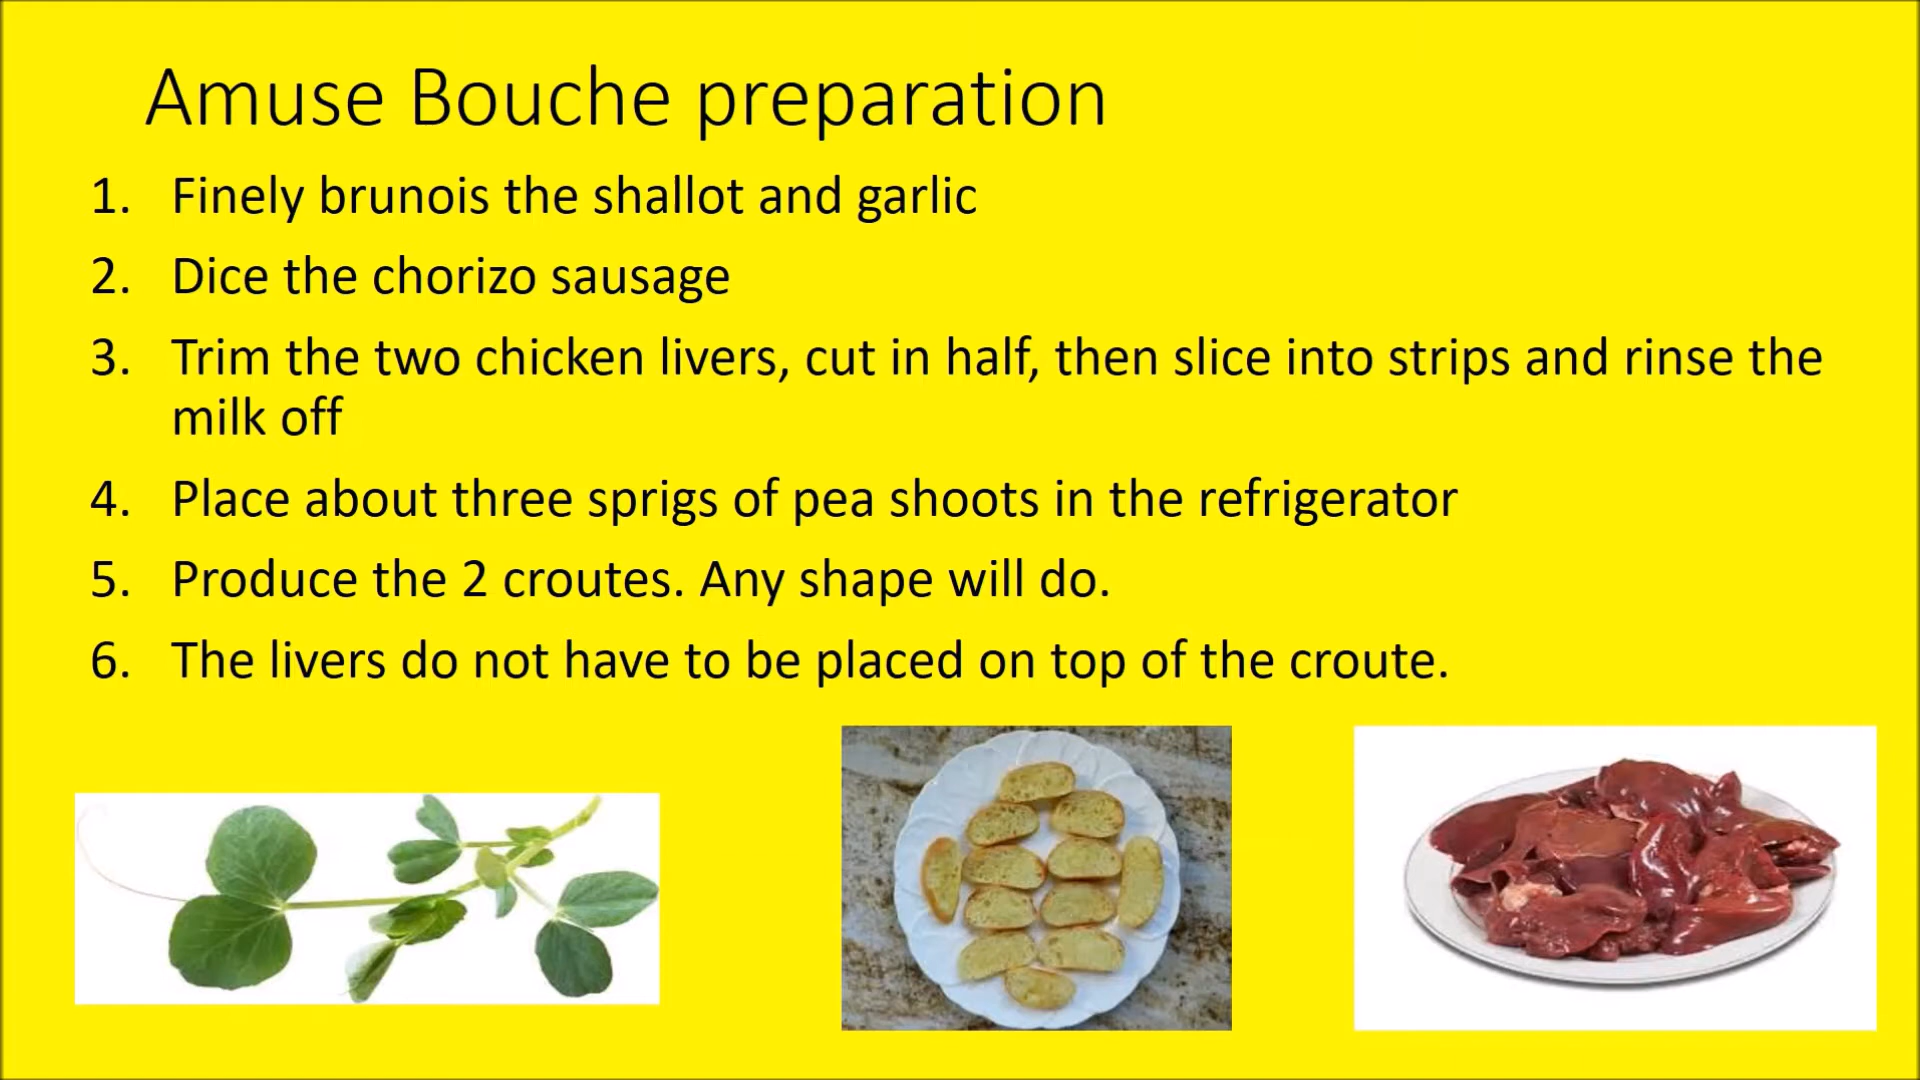 Amuse Bouche preparation
1. Finely brunois the shallot and garlic
2. Dice the chorizo sausage
3. Trim the two chicken livers, cut in half, then slice into strips and rinse the
milk off
4. Place about three sprigs of pea shoots in the refrigerator
5. Produce the 2 croutes. Any shape will do.
6. The livers do not have to be placed on top of the croute.